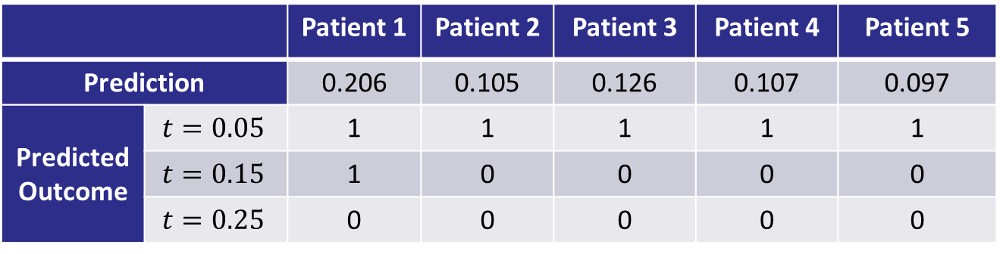 Patient 1 Patient 2 Patient 3 Patient 4 Patient 5
Prediction 0.206 0.105 0.126 0.107 0.097
Predicted Outcome
t = 0.05 1 1 1 1 1
t = 0.15 1 0 0 0 0
t = 0.25 0 0 0 0 0